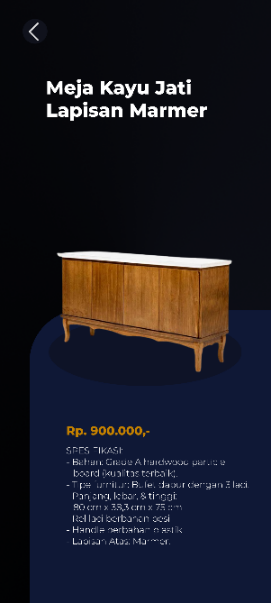 Meja Kayu Jati
Lapisan Marmer
Rp. 900.000,-
SPESIFIKASI:
- Bahan: Grade A hardwood particle
board (kualitas terbaik).
- Tipe furnitur: Bufet dapur dengan 3 laci.
- Panjang, lebar, & tinggi:
80 cm x 39,3 cm x 75 cm
- Rel laci berbahan besi
- Handle berbahan plastik
- Lapisan Atas: Marmer.